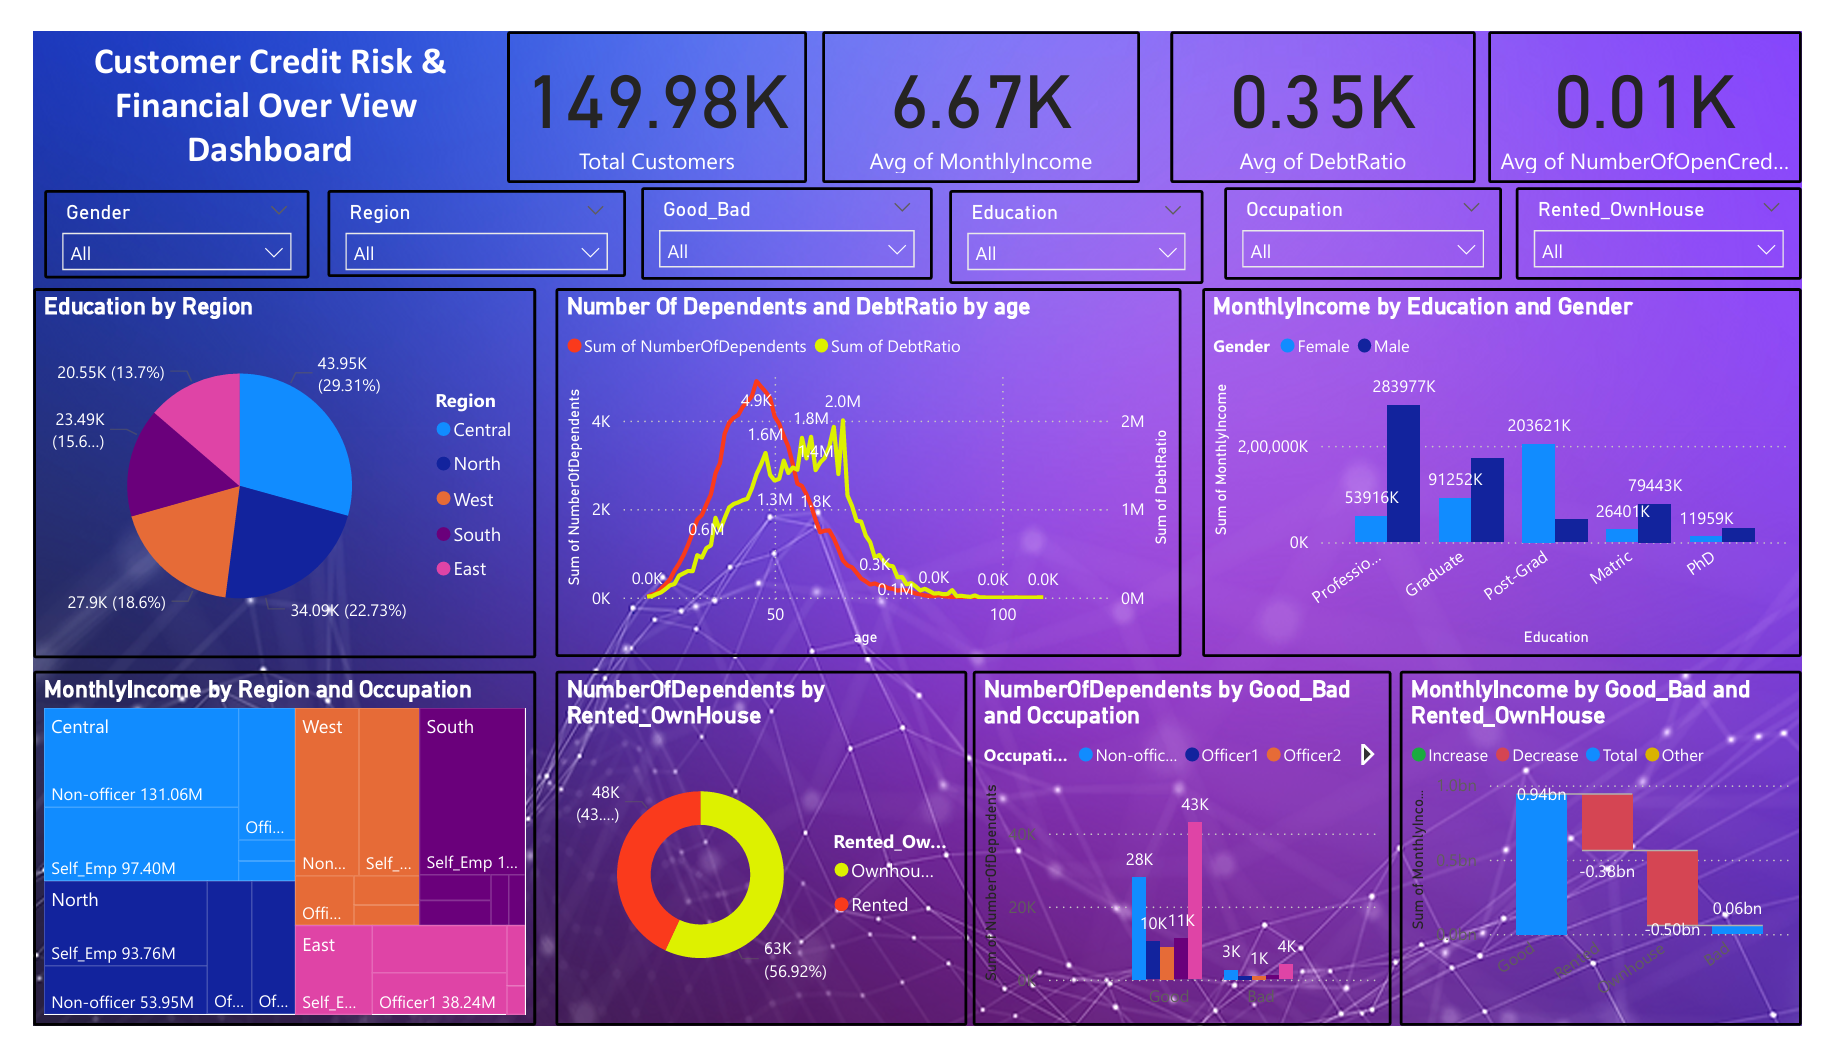 Customer Credit Risk &
Financial Over View
Dashboard
149.98K
Total Customers
6.67K
Avg of MonthlyIncome
0.35K
Avg of DebtRatio
0.01K
Avg of NumberOfOpenCred...
Gender
All
Region
All
Good_Bad
All
Education
All
Occupation
All
Rented_OwnHouse
All
Education by Region
20.55K (13.7%)
43.95K
(29.31%)
23.49K
(15.6...)
27.9K (18.6%)
34.09K (22.73%)
Region
Central
North
West
South
East
Number Of Dependents and DebtRatio by age
Sum of NumberOfDependents
Sum of DebtRatio
Sum of NumberOfDependents
4K
2K
0K
4.9K
1.6M
1.8M
2.0M
1.4M
1.3M
1.8K
0.6M
0.0K
0.3K
0.1M
0.0K
0.0K
0.0K
2M
1M
0M
Sum of DebtRatio
50
100
age
MonthlyIncome by Education and Gender
Gender
Female
Male
Sum of MonthlyIncome
2,00,000K
0K
283977K
203621K
53916K
91252K
26401K
79443K
11959K
Professio...
Graduate
Post-Grad
Matric
PhD
Education
MonthlyIncome by Region and Occupation
Central
Non-officer 131.06M
Offi...
Self_Emp 97.40M
North
Self_Emp 93.76M
Non-officer 53.95M
Of...
Of...
West
Non...
Self_...
Offi...
South
Self_Emp 1...
East
Self_E...
Officer1 38.24M
NumberOfDependents by
Rented_OwnHouse
48K
(43....)
63K
(56.92%)
Rented_Ow...
Ownhou...
Rented
NumberOfDependents by Good_Bad
and Occupation
Occupati...
Non-offic...
Officer1
Officer2
Sum of NumberOfDependents
40K
20K
0K
28K
10K
11K
43K
3K
1K
4K
Good
Bad
MonthlyIncome by Good_Bad and
Rented_OwnHouse
Increase
Decrease
Total
Other
Sum of MonthlyInco...
0.94bn
-0.38bn
-0.50bn
0.06bn
Good
Rented
Ownhouse
Bad